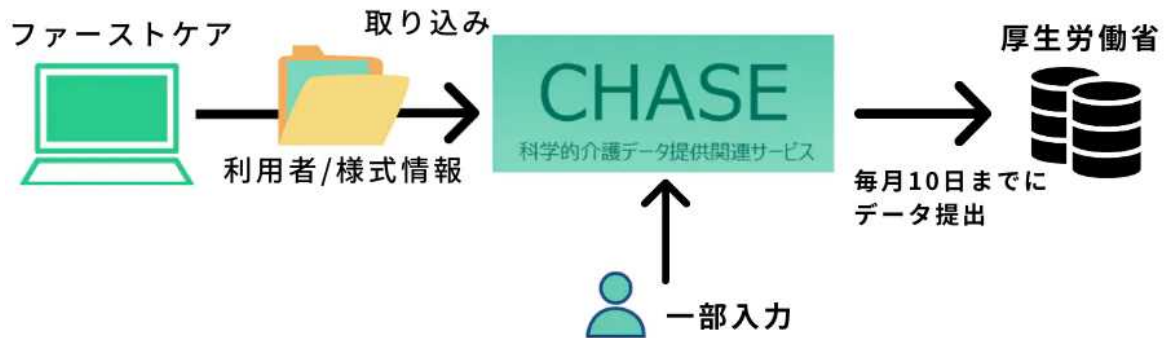 ファーストケア
取り込み
利用者/様式情報
CHASE
科学的介護データ提供関連サービス
厚生労働省
毎月10日までに
データ提出
一部入力